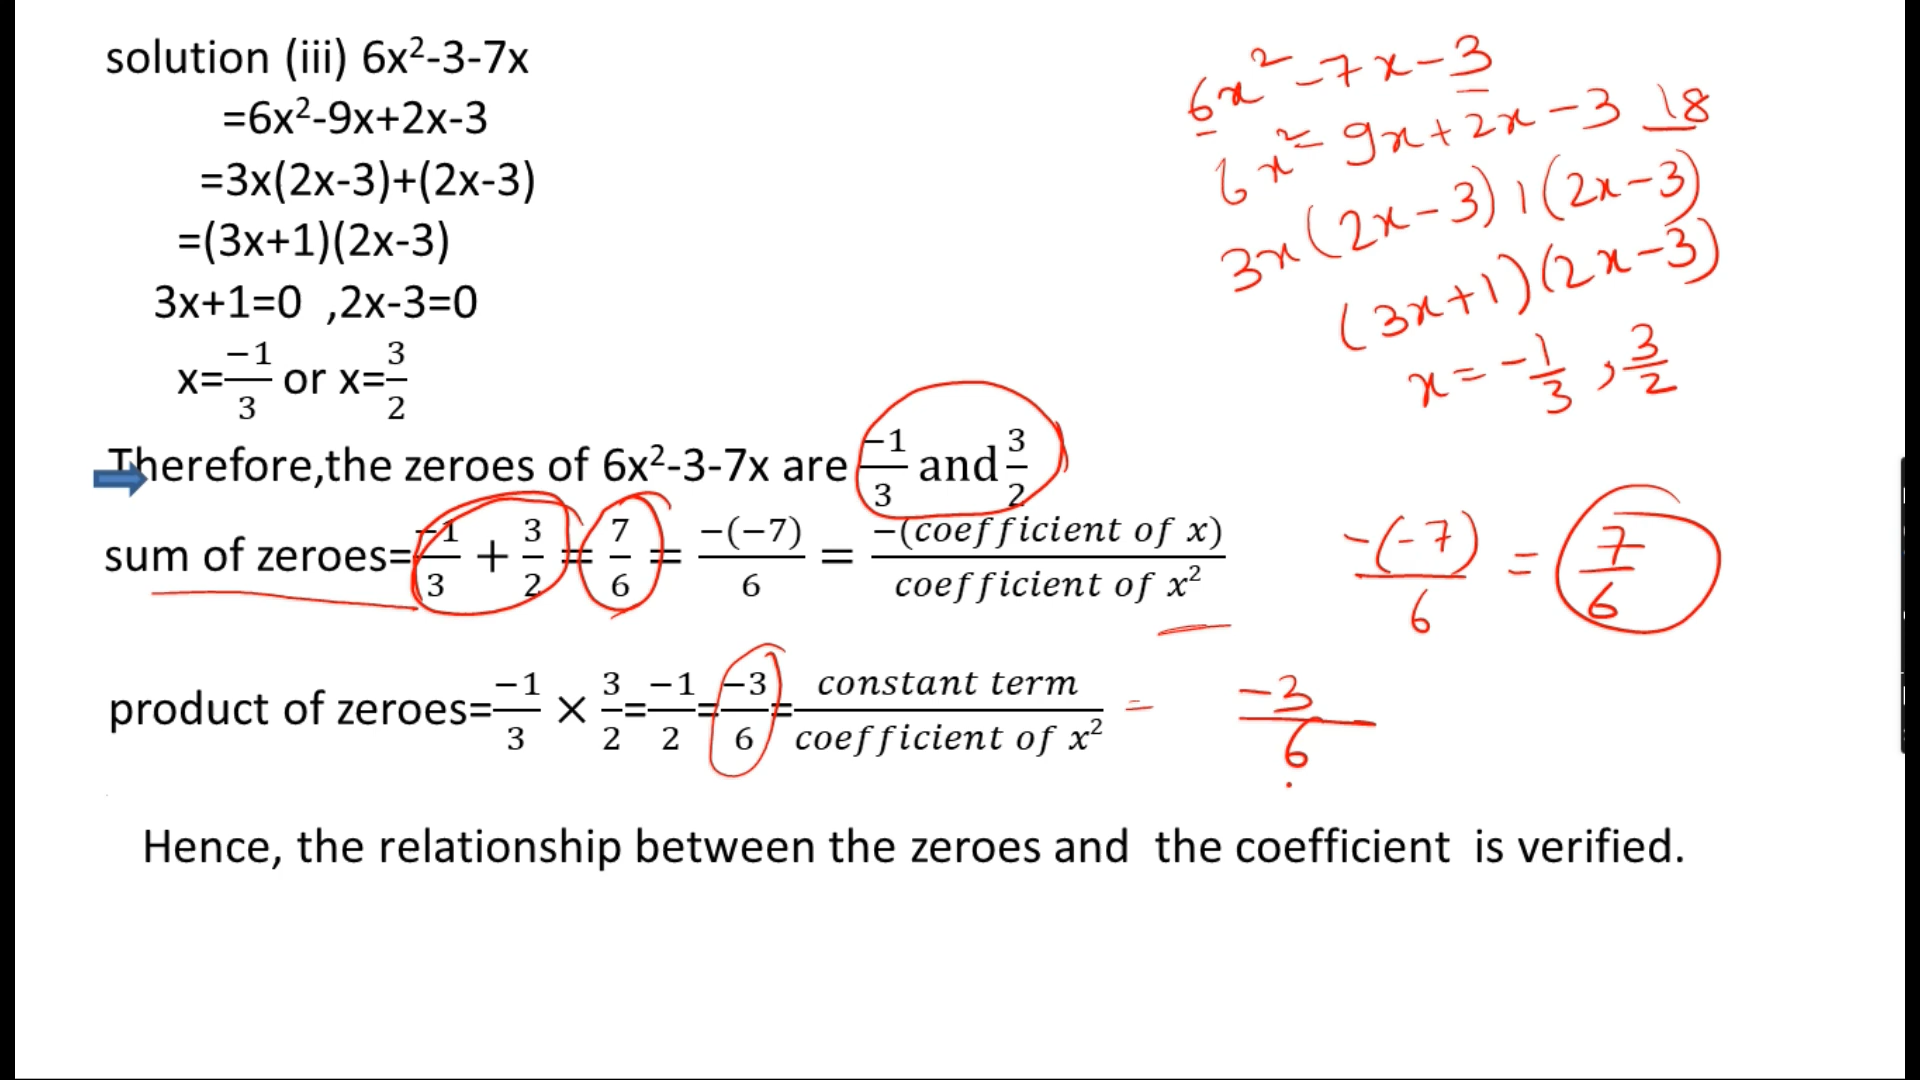 solution (iii) 6x²-3-7x
=6x²-9x+2x-3
=3x(2x-3)+(2x-3)
=(3x+1)(2x-3)
3x+1=0 ,2x-3=0
x=−1/3 or x=3/2
Therefore,the zeroes of 6x²-3-7x are −1/3 and 3/2
sum of zeroes=−1/3 + 3/2 = 7/6 = −(−7)/6 = −(coefficient of x)/coefficient of x²
product of zeroes=−1/3 × 3/2=−1/2=−3/6=constant term/coefficient of x²
Hence, the relationship between the zeroes and the coefficient is verified.
6x² − 7x − 3
6x² − 9x + 2x − 3 18
3x(2x − 3) 1(2x − 3)
(3x + 1)(2x − 3)
x = −1/3 , 3/2
−(−7)/6 = 7/6
= −3/6